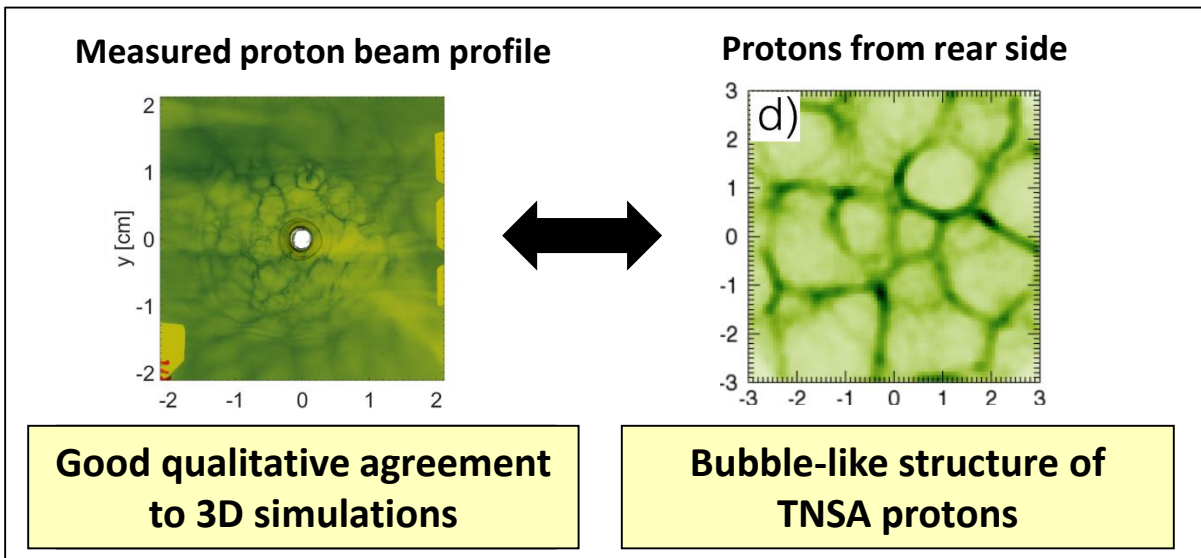 Measured proton beam profile
Protons from rear side
2
1
0
-1
-2
y [cm]
-2 -1 0 1 2
d)
3
2
1
0
-1
-2
-3
-3 -2 -1 0 1 2 3
Good qualitative agreement
to 3D simulations
Bubble-like structure of
TNSA protons